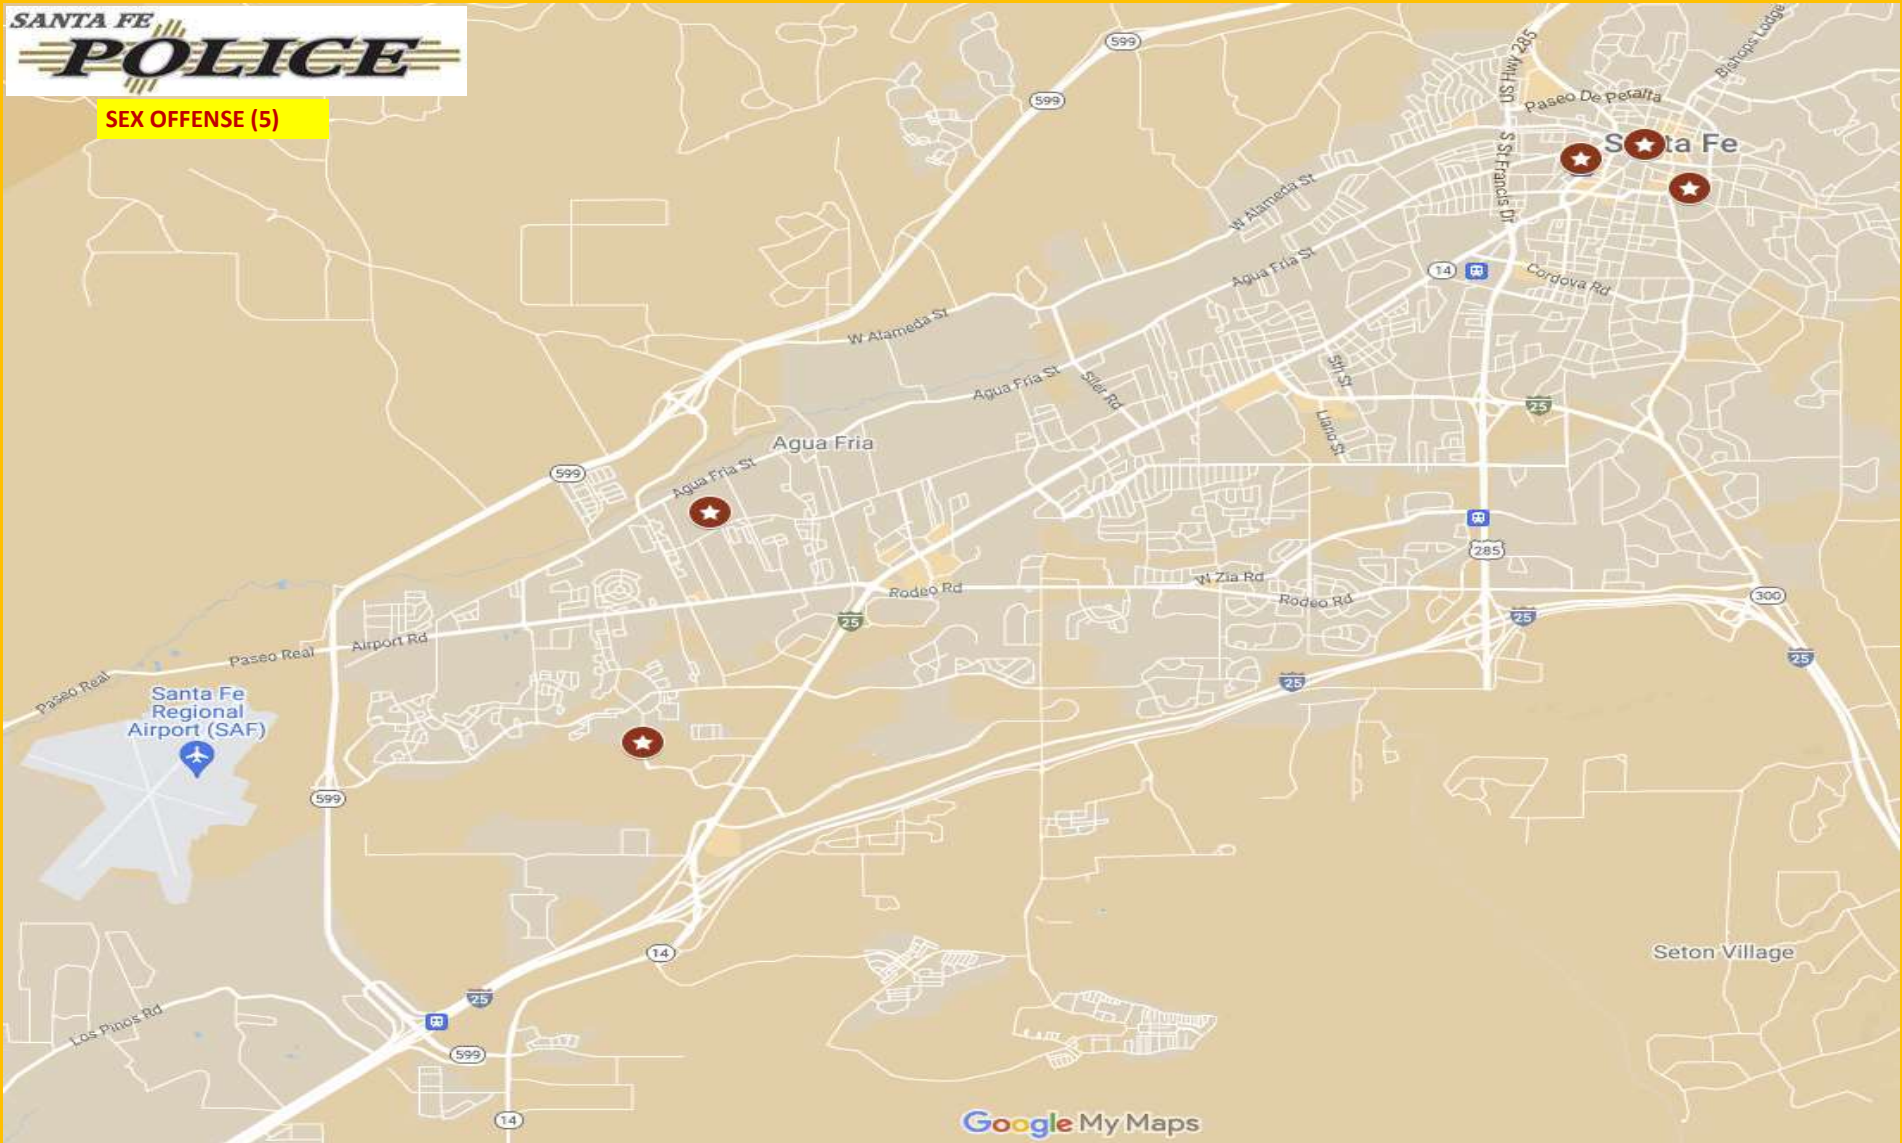 SANTA FE
POLICE
SEX OFFENSE (5)
599
599
US Hwy 285
Bishops Lodge
Paseo De Peralta
S ta Fe
S St Francis Dr
W Alameda St
Agua Fria St
14
Cordova Rd
W Alameda St
5th St
Siler Rd
Agua Fria St
25
Llano St
Agua Fria
599
Agua Fria St
285
W Zia Rd
Rodeo Rd
Rodeo Rd
300
25
25
Airport Rd
Paseo Real
25
25
Paseo Real
Santa Fe
Regional
Airport (SAF)
599
14
Seton Village
25
Los Pinos Rd
599
14
Google My Maps